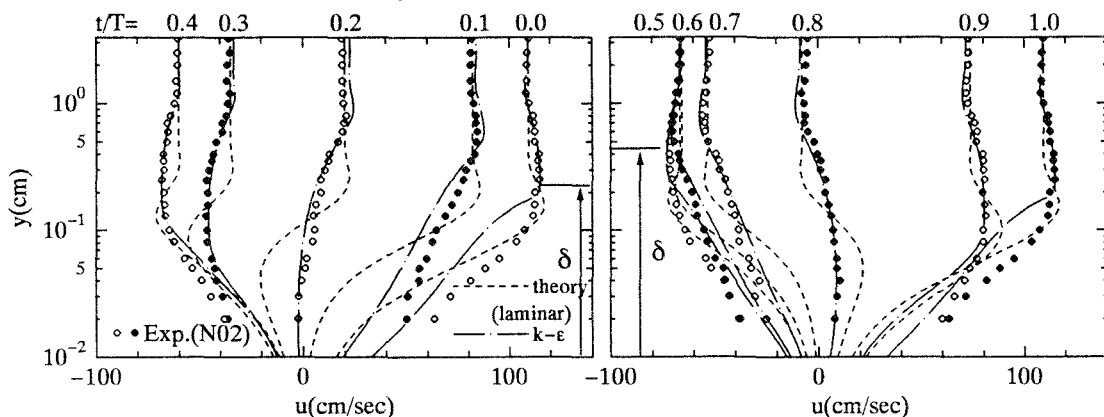 t/T= 0.4 0.3 0.2 0.1 0.0 0.5 0.6 0.7 0.8 0.9 1.0
10⁰
5
y(cm)
10⁻¹
5
10⁻²
δ
theory
(laminar)
k-ε
Exp.(N02)
δ
-100 0 100 -100 0 100
u(cm/sec) u(cm/sec)